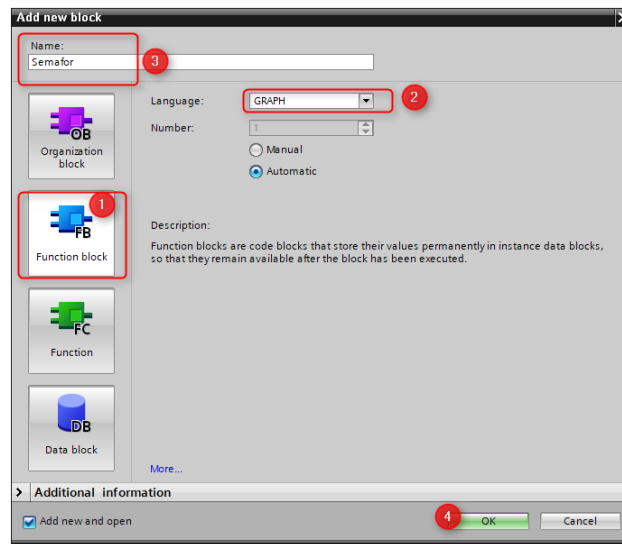 Add new block
Name:
Semafor
3
Language:
GRAPH
2
Number:
1
Manual
Automatic
OB
Organization
block
1
FB
Function block
Description:
Function blocks are code blocks that store their values permanently in instance data blocks,
so that they remain available after the block has been executed.
FC
Function
DB
Data block
More...
> Additional information
Add new and open
4
OK
Cancel